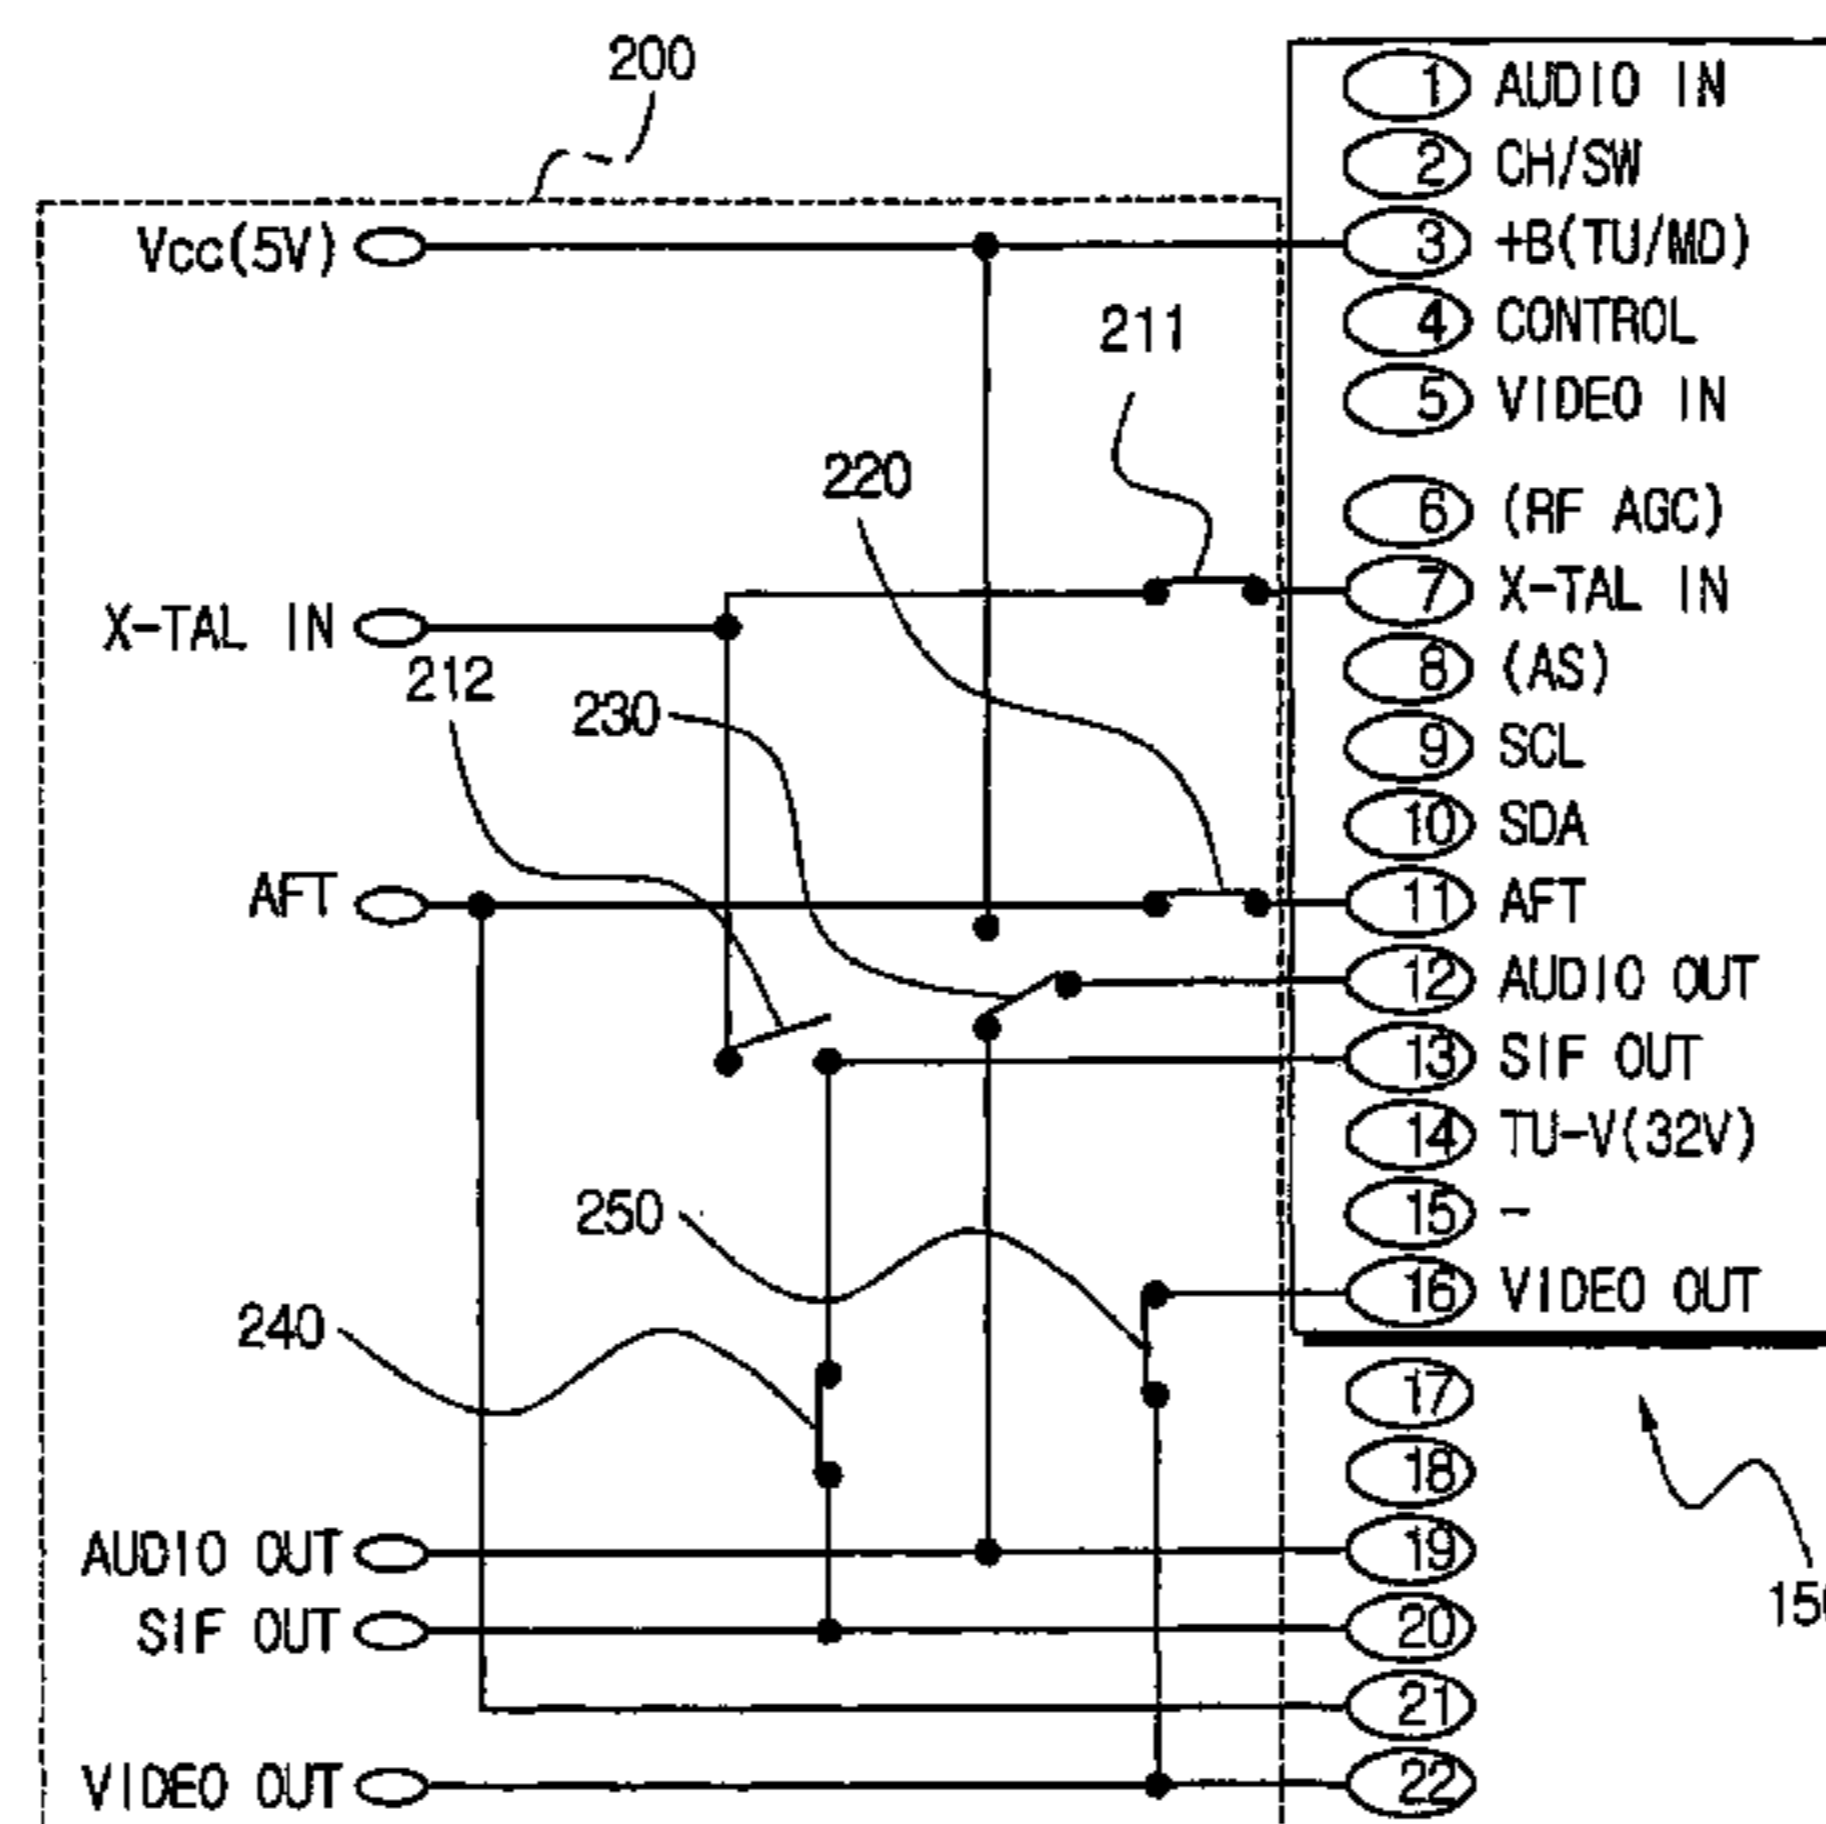 200
Vcc(5V)
211
220
X-TAL IN
212
230
AFT
250
240
AUDIO OUT
SIF OUT
VIDEO OUT
1 AUDIO IN
2 CH/SW
3 +B(TU/MD)
4 CONTROL
5 VIDEO IN
6 (RF AGC)
7 X-TAL IN
8 (AS)
9 SCL
10 SDA
11 AFT
12 AUDIO OUT
13 SIF OUT
14 TU-V(32V)
15 -
16 VIDEO OUT
17
18
19
20
21
22